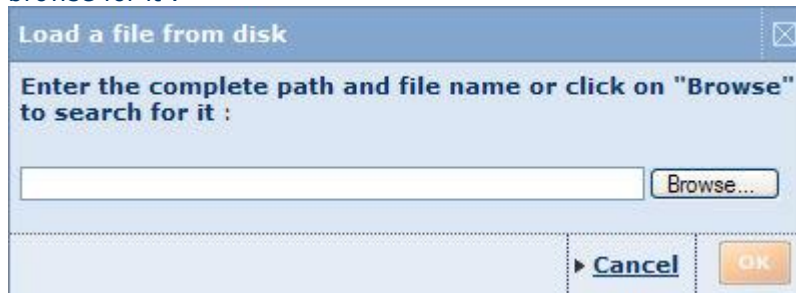 Load a file from disk
Enter the complete path and file name or click on "Browse"
to search for it :
Browse...
Cancel
OK